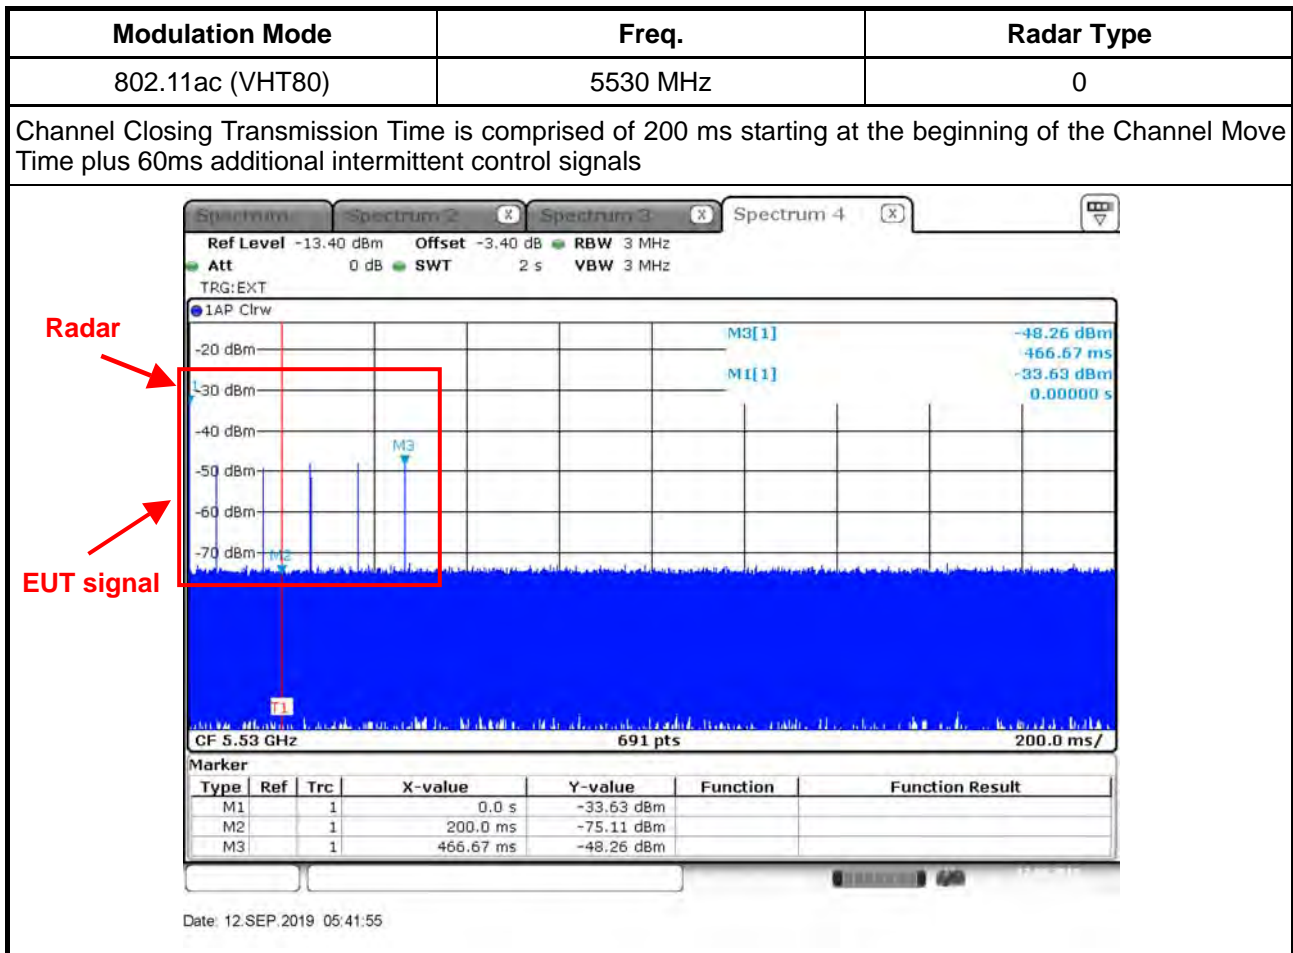 Modulation Mode Freq. Radar Type
802.11ac (VHT80) 5530 MHz 0
Channel Closing Transmission Time is comprised of 200 ms starting at the beginning of the Channel Move
Time plus 60ms additional intermittent control signals
Spectrum Spectrum 2 X Spectrum 3 X Spectrum 4 X
Ref Level -13.40 dBm Offset -3.40 dB RBW 3 MHz
Att 0 dB SWT 2 s VBW 3 MHz
TRG:EXT
1AP Clrw
Radar
M3[1] -48.26 dBm
-20 dBm
466.67 ms
M1[1] -33.63 dBm
-30 dBm
0.00000 s
-40 dBm
M3
-50 dBm
-60 dBm
-70 dBm
M2
EUT signal
T1
CF 5.53 GHz 691 pts 200.0 ms/
Marker
Type Ref Trc X-value Y-value Function Function Result
M1 1 0.0 s -33.63 dBm
M2 1 200.0 ms -75.11 dBm
M3 1 466.67 ms -48.26 dBm
Date: 12.SEP.2019 05:41:55